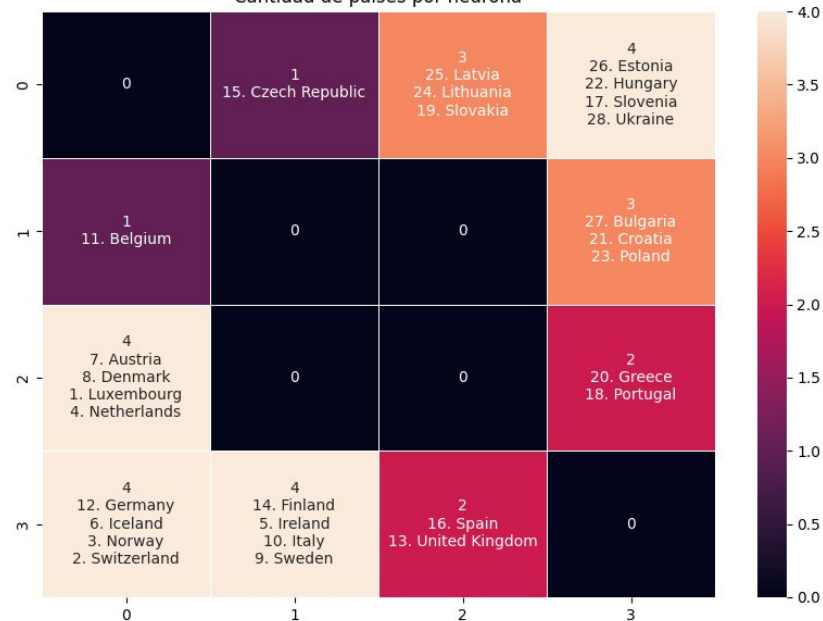 Cantidad de países por neurona
0
1
15. Czech Republic
3
25. Latvia
24. Lithuania
19. Slovakia
4
26. Estonia
22. Hungary
17. Slovenia
28. Ukraine
1
11. Belgium
0
0
3
27. Bulgaria
21. Croatia
23. Poland
4
7. Austria
8. Denmark
1. Luxembourg
4. Netherlands
0
0
2
20. Greece
18. Portugal
4
12. Germany
6. Iceland
3. Norway
2. Switzerland
4
14. Finland
5. Ireland
10. Italy
9. Sweden
2
16. Spain
13. United Kingdom
0
0
1
2
3
0
1
2
3
4.0
3.5
3.0
2.5
2.0
1.5
1.0
0.5
0.0